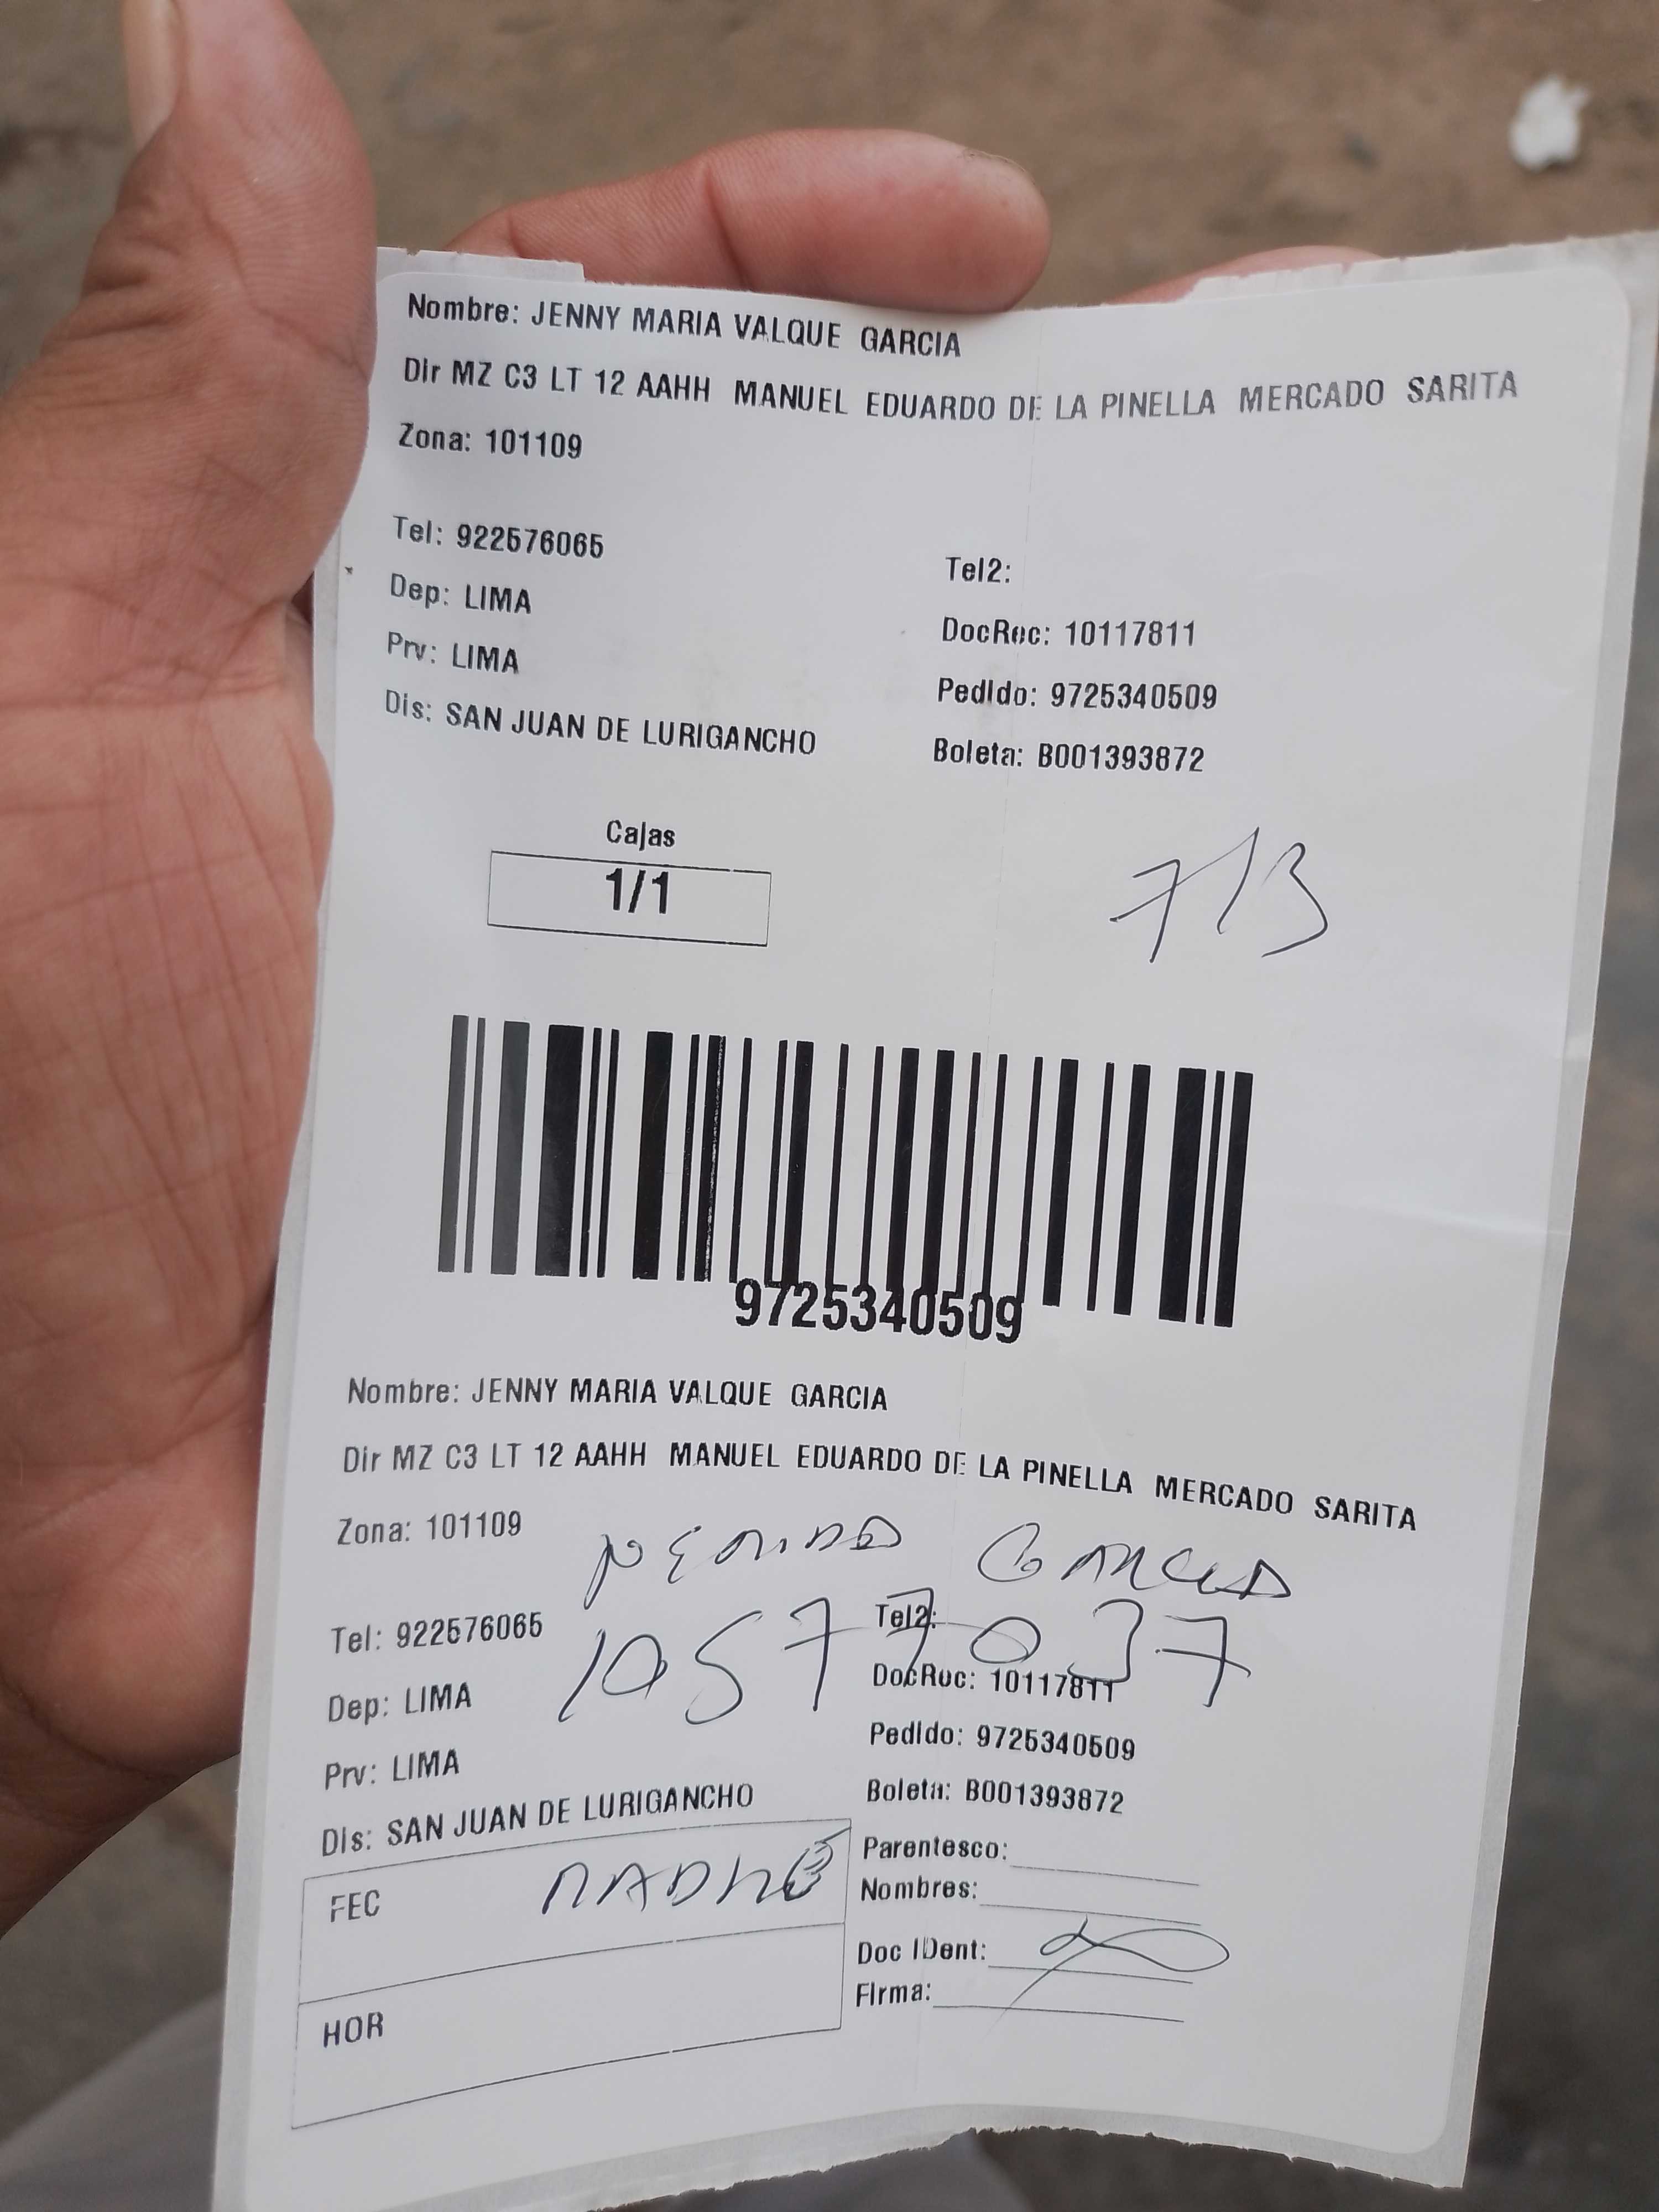 Nombre: JENNY MARIA VALQUE GARCIA
Dir MZ C3 LT 12 AAHH MANUEL EDUARDO DE LA PINELLA MERCADO SARITA
Zona: 101109
Tel: 922576065
Tel2:
Dep: LIMA
DocRec: 10117811
Prv: LIMA
Pedido: 9725340509
Dis: SAN JUAN DE LURIGANCHO
Boleta: B001393872
Cajas
1/1
713
9725340509
Nombre: JENNY MARIA VALQUE GARCIA
Dir MZ C3 LT 12 AAHH MANUEL EDUARDO DE LA PINELLA MERCADO SARITA
Zona: 101109
GARCIA
Tel: 922576065
Tel2:
10577037
Dep: LIMA
DocRec: 10117811
Prv: LIMA
Pedido: 9725340509
Dis: SAN JUAN DE LURIGANCHO
Boleta: B001393872
FEC
MADRE
Parentesco:
Nombres:
HOR
Doc IDent:
Firma: